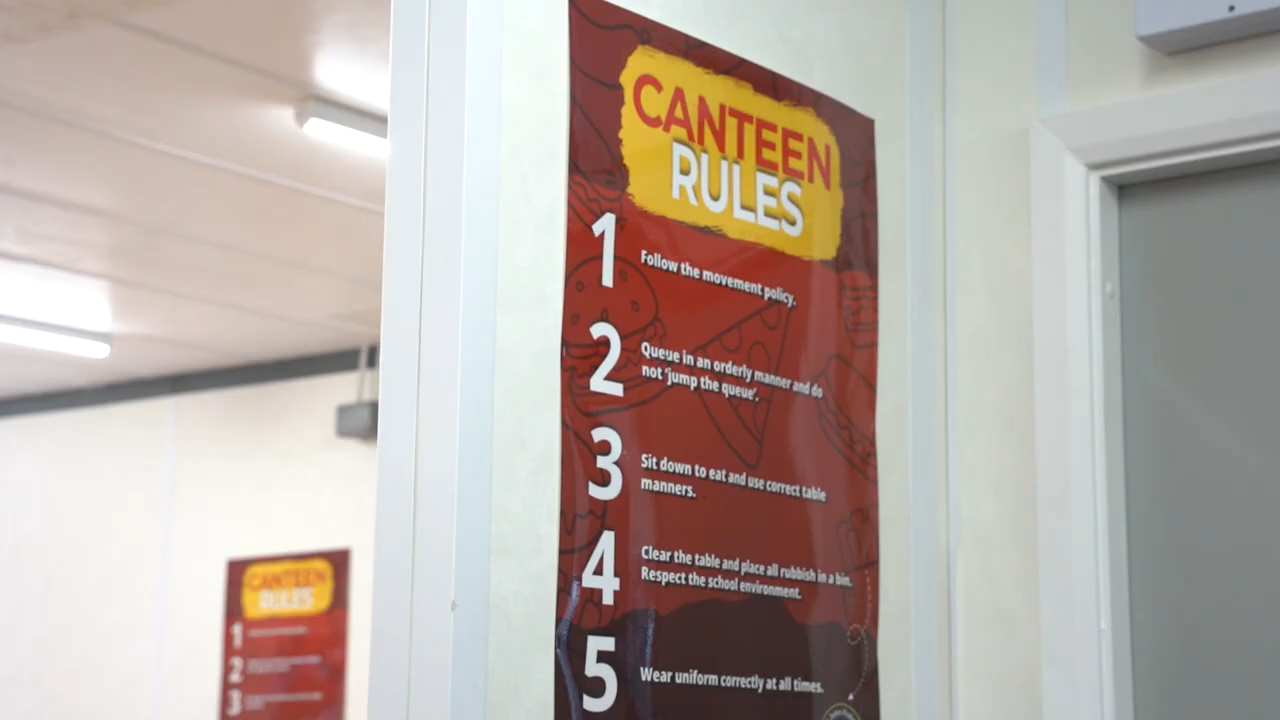 CANTEEN
RULES
1
Follow the movement policy.
2
Queue in an orderly manner and do
not 'jump the queue'.
3
Sit down to eat and use correct table
manners.
4
Clear the table and place all rubbish in a bin.
Respect the school environment.
5
Wear uniform correctly at all times.
CANTEEN
RULES
1
2
3